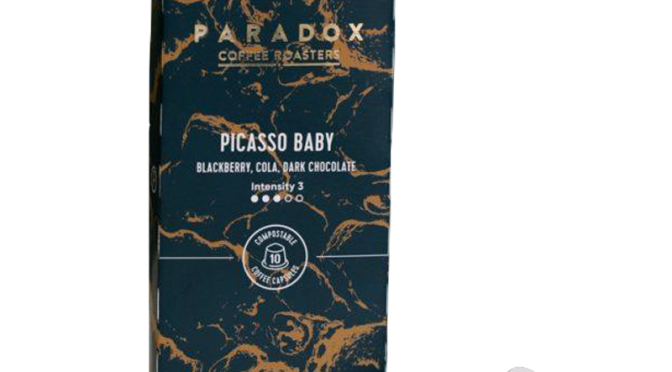 PARADOX
COFFEE ROASTERS
PICASSO BABY
BLACKBERRY, COLA, DARK CHOCOLATE
Intensity 3
COMPOSTABLE
10
COFFEE CAPSULES